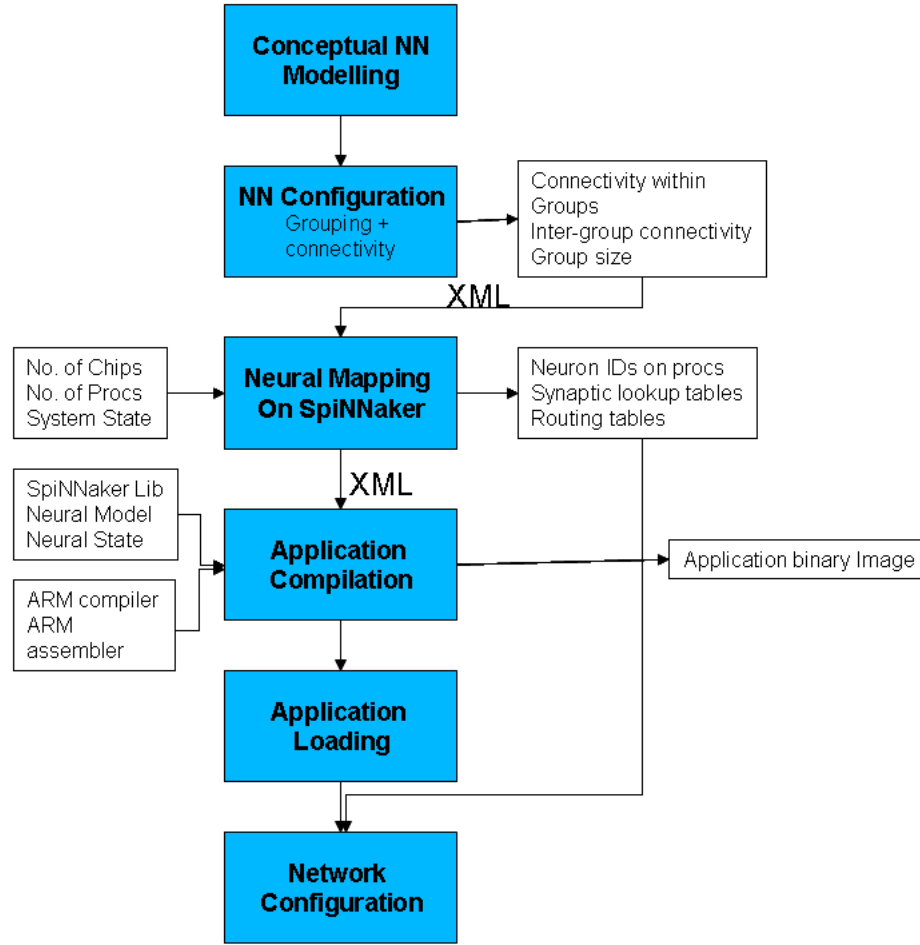 Conceptual NN
Modelling
NN Configuration
Grouping +
connectivity
Connectivity within
Groups
Inter-group connectivity
Group size
XML
No. of Chips
No. of Procs
System State
Neural Mapping
On SpiNNaker
Neuron IDs on procs
Synaptic lookup tables
Routing tables
XML
SpiNNaker Lib
Neural Model
Neural State
Application
Compilation
Application binary Image
ARM compiler
ARM
assembler
Application
Loading
Network
Configuration